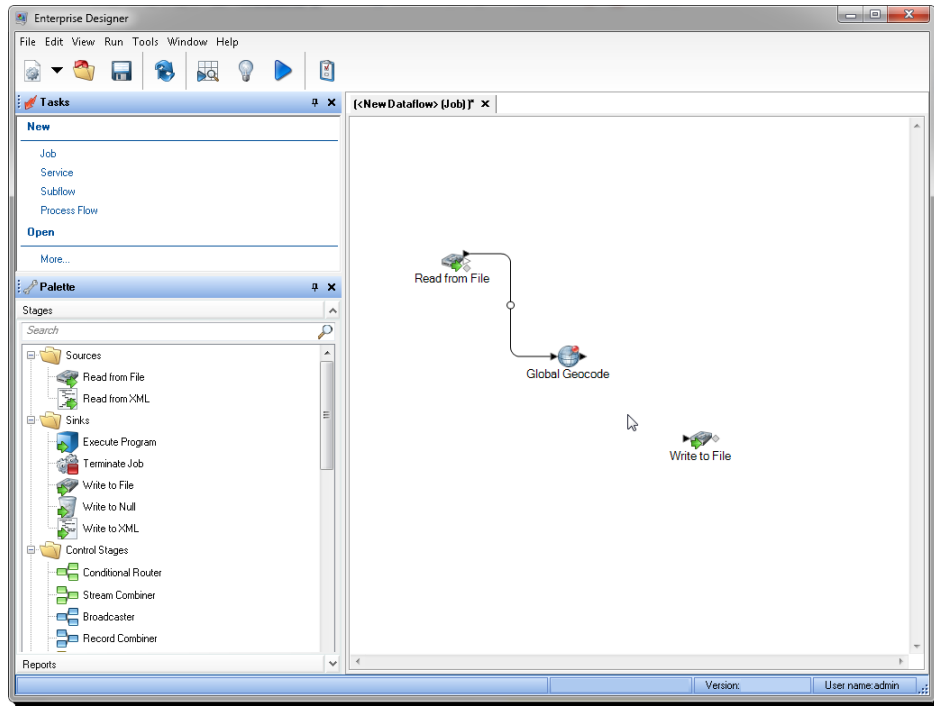 Enterprise Designer
File Edit View Run Tools Window Help
Tasks
New
Job
Service
Subflow
Process Flow
Open
More...
Palette
Stages
Search
Sources
Read from File
Read from XML
Sinks
Execute Program
Terminate Job
Write to File
Write to Null
Write to XML
Control Stages
Conditional Router
Stream Combiner
Broadcaster
Record Combiner
Reports
(<New Dataflow> (Job))*
Read from File
Global Geocode
Write to File
Version:
User name:admin